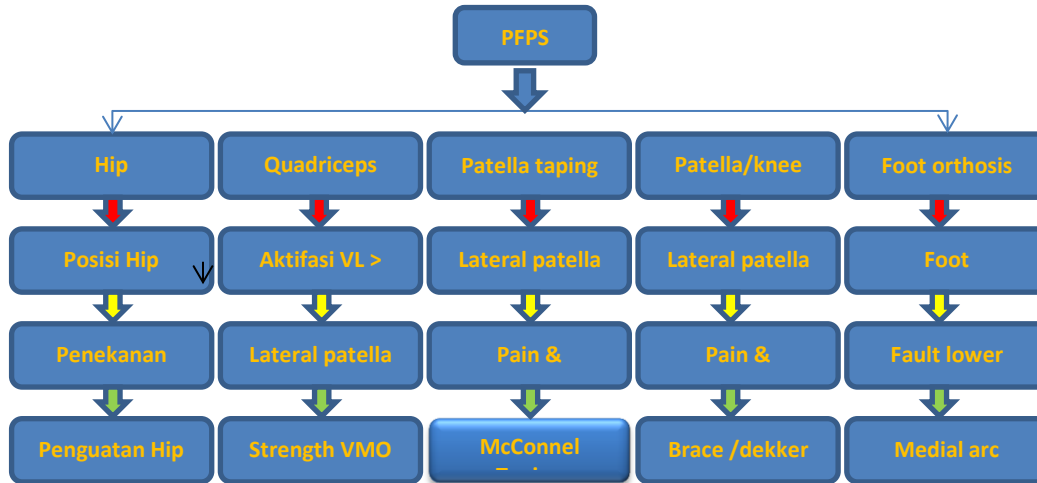 PFPS
Hip
Quadriceps
Patella taping
Patella/knee
Foot orthosis
Posisi Hip
Aktifasi VL >
Lateral patella
Lateral patella
Foot
Penekanan
Lateral patella
Pain &
Pain &
Fault lower
Penguatan Hip
Strength VMO
McConnel
Brace /dekker
Medial arc